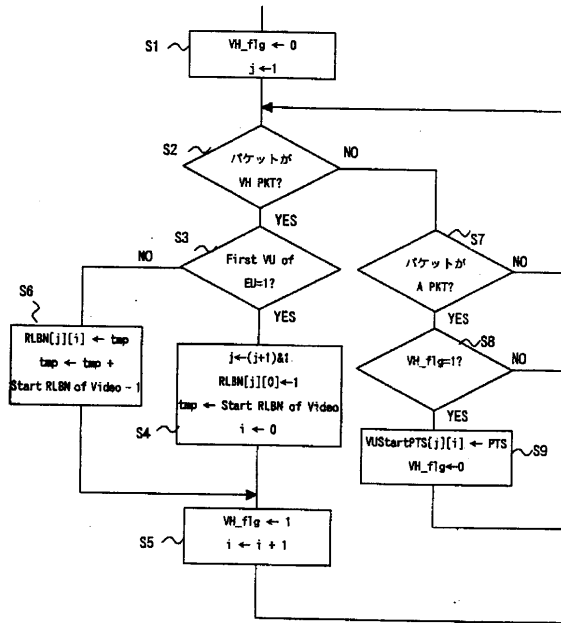 S1
VH_flg ← 0
j ←1
S2
パケットが
VH PKT?
NO
YES
S3
NO
First VU of
EU=1?
YES
S7
パケットが
A PKT?
NO
YES
S6
RLBN[j][i] ← tmp
tmp ← tmp +
Start RLBN of Video - 1
j←(j+1)&1
RLBN[j][0]←1
tmp ← Start RLBN of Video
i ← 0
S4
S8
VH_flg=1?
NO
YES
VUStartPTS[j][i] ← PTS
VH_flg←0
S9
S5
VH_flg ← 1
i ← i + 1